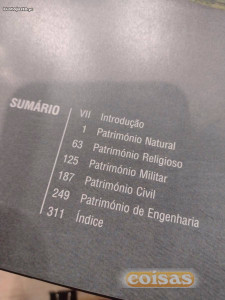 SUMÁRIO
VII Introdução
1 Património Natural
63 Património Religioso
125 Património Militar
187 Património Civil
249 Património de Engenharia
311 Índice
coisas